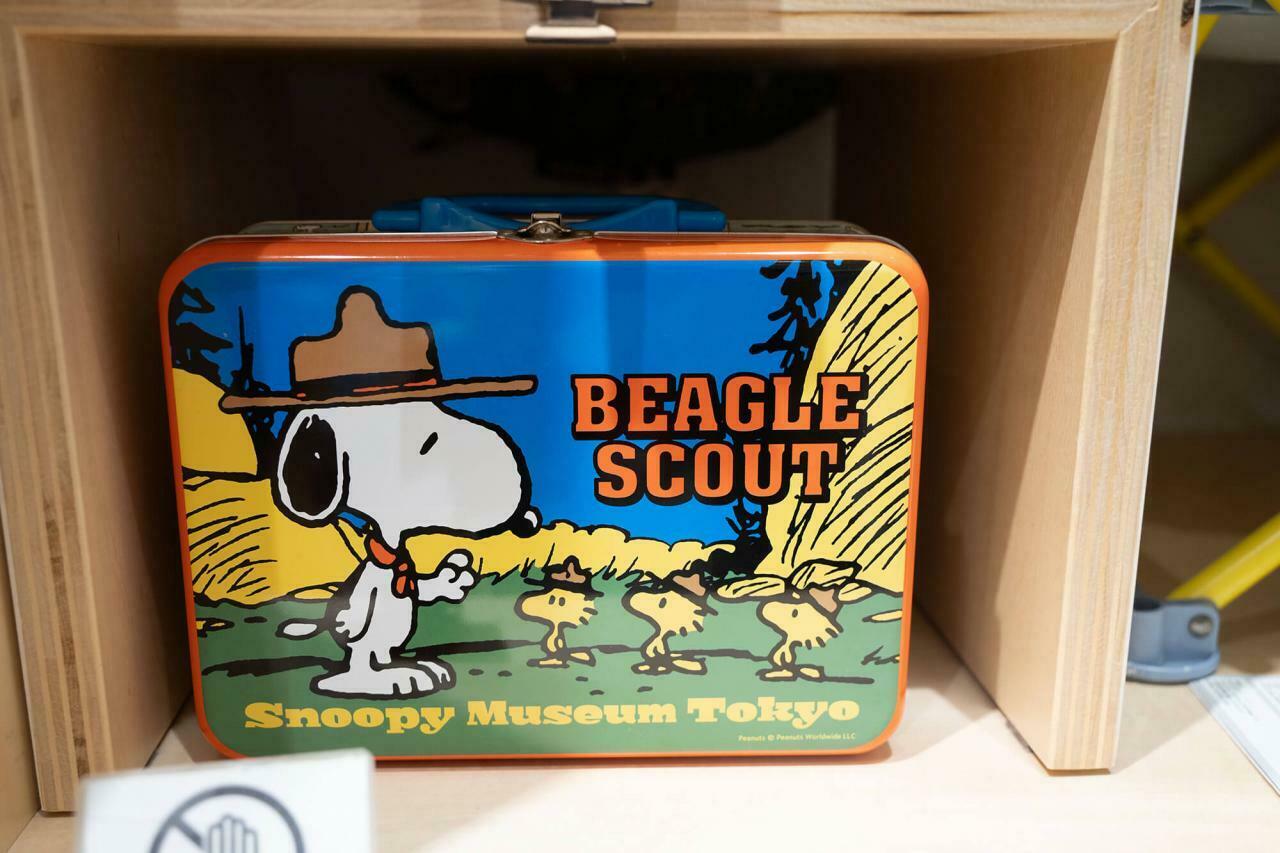 BEAGLE
SCOUT
Snoopy Museum Tokyo
Peanuts © Peanuts Worldwide LLC